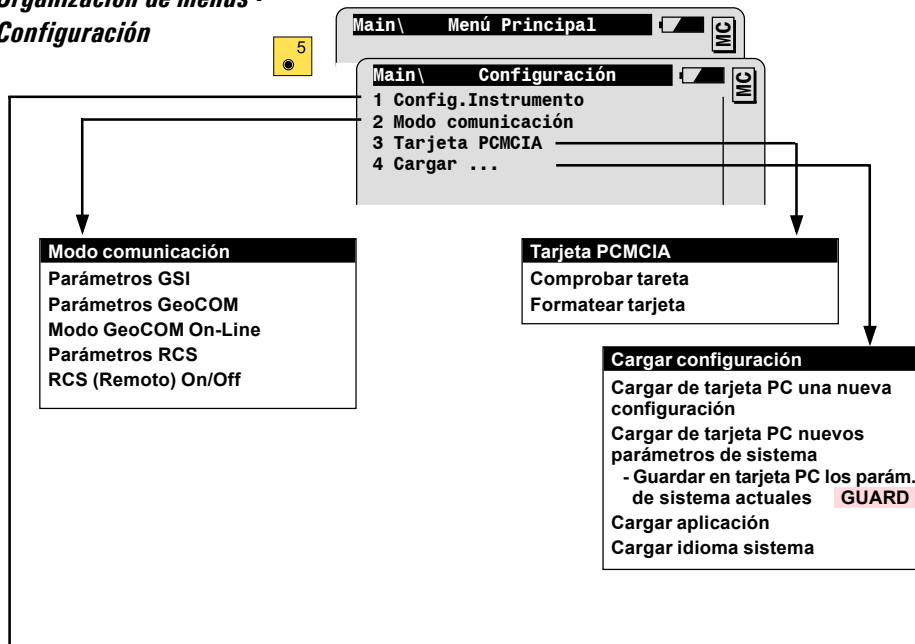 Organización de menús -
Configuración
5
Main\ Menú Principal
MC
Main\ Configuración
MC
1 Config.Instrumento
2 Modo comunicación
3 Tarjeta PCMCIA
4 Cargar ...
Modo comunicación
Parámetros GSI
Parámetros GeoCOM
Modo GeoCOM On-Line
Parámetros RCS
RCS (Remoto) On/Off
Tarjeta PCMCIA
Comprobar tareta
Formatear tarjeta
Cargar configuración
Cargar de tarjeta PC una nueva
configuración
Cargar de tarjeta PC nuevos
parámetros de sistema
- Guardar en tarjeta PC los parám.
de sistema actuales GUARD
Cargar aplicación
Cargar idioma sistema